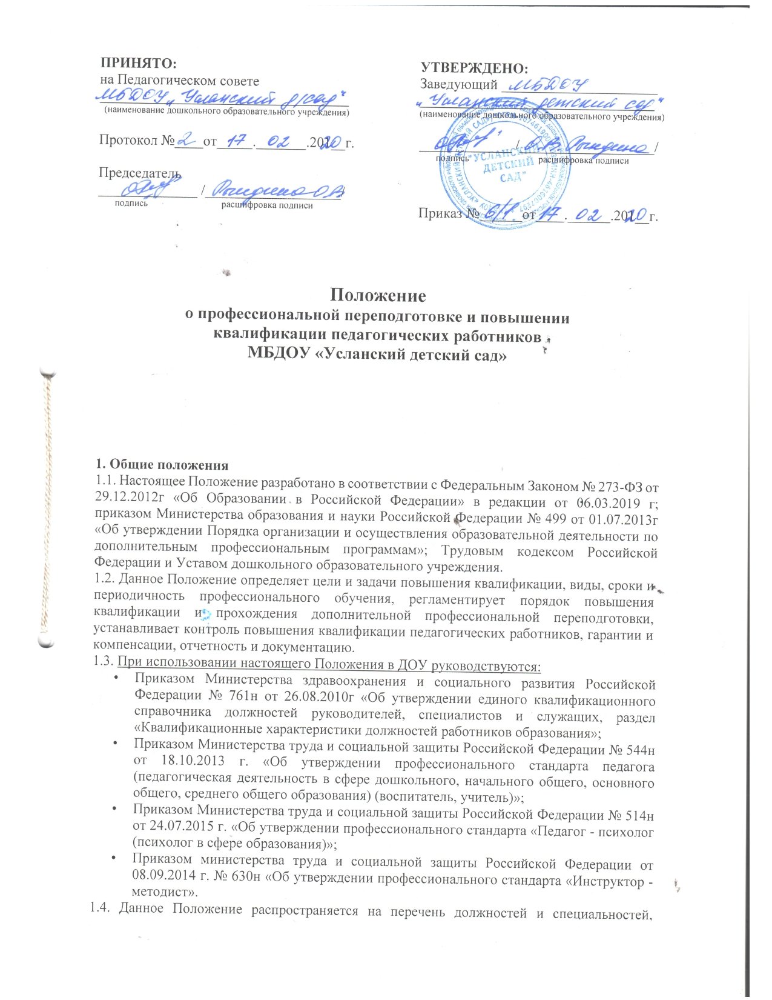 ПРИНЯТО:
на Педагогическом совете
МБДОУ „Усланский д/сад“
(наименование дошкольного образовательного учреждения)
Протокол № 2 от 17 . 02 .2020 г.
Председатель
/ Рындина О.В /
подпись расшифровка подписи
УТВЕРЖДЕНО:
Заведующий МБДОУ
„Усланский детский сад“
(наименование дошкольного образовательного учреждения)
/ О.В. Рындина /
подпись расшифровка подписи
"УСЛАНСКИЙ
ДЕТСКИЙ
САД"
Приказ № 6/1 от 17 . 02 .2020 г.
Положение
о профессиональной переподготовке и повышении
квалификации педагогических работников
МБДОУ «Усланский детский сад»
1. Общие положения
1.1. Настоящее Положение разработано в соответствии с Федеральным Законом № 273-ФЗ от
29.12.2012г «Об Образовании в Российской Федерации» в редакции от 06.03.2019 г;
приказом Министерства образования и науки Российской Федерации № 499 от 01.07.2013г
«Об утверждении Порядка организации и осуществления образовательной деятельности по
дополнительным профессиональным программам»; Трудовым кодексом Российской
Федерации и Уставом дошкольного образовательного учреждения.
1.2. Данное Положение определяет цели и задачи повышения квалификации, виды, сроки и
периодичность профессионального обучения, регламентирует порядок повышения
квалификации и прохождения дополнительной профессиональной переподготовки,
устанавливает контроль повышения квалификации педагогических работников, гарантии и
компенсации, отчетность и документацию.
1.3. При использовании настоящего Положения в ДОУ руководствуются:
• Приказом Министерства здравоохранения и социального развития Российской
Федерации № 761н от 26.08.2010г «Об утверждении единого квалификационного
справочника должностей руководителей, специалистов и служащих, раздел
«Квалификационные характеристики должностей работников образования»;
• Приказом Министерства труда и социальной защиты Российской Федерации № 544н
от 18.10.2013 г. «Об утверждении профессионального стандарта педагога
(педагогическая деятельность в сфере дошкольного, начального общего, основного
общего, среднего общего образования) (воспитатель, учитель)»;
• Приказом Министерства труда и социальной защиты Российской Федерации № 514н
от 24.07.2015 г. «Об утверждении профессионального стандарта «Педагог - психолог
(психолог в сфере образования)»;
• Приказом министерства труда и социальной защиты Российской Федерации от
08.09.2014 г. № 630н «Об утверждении профессионального стандарта «Инструктор -
методист».
1.4. Данное Положение распространяется на перечень должностей и специальностей,